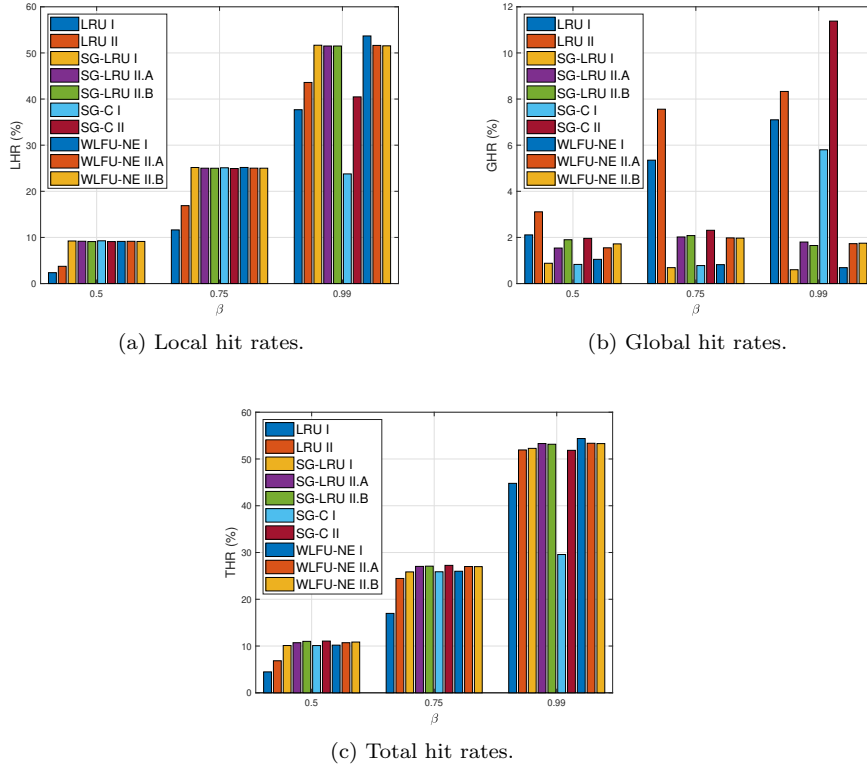 60
50
40
30
20
10
0
LHR (%)
LRU I
LRU II
SG-LRU I
SG-LRU II.A
SG-LRU II.B
SG-C I
SG-C II
WLFU-NE I
WLFU-NE II.A
WLFU-NE II.B
0.5 0.75 0.99
β
(a) Local hit rates.
12
10
8
6
4
2
0
GHR (%)
LRU I
LRU II
SG-LRU I
SG-LRU II.A
SG-LRU II.B
SG-C I
SG-C II
WLFU-NE I
WLFU-NE II.A
WLFU-NE II.B
0.5 0.75 0.99
β
(b) Global hit rates.
60
50
40
30
20
10
0
THR (%)
LRU I
LRU II
SG-LRU I
SG-LRU II.A
SG-LRU II.B
SG-C I
SG-C II
WLFU-NE I
WLFU-NE II.A
WLFU-NE II.B
0.5 0.75 0.99
β
(c) Total hit rates.